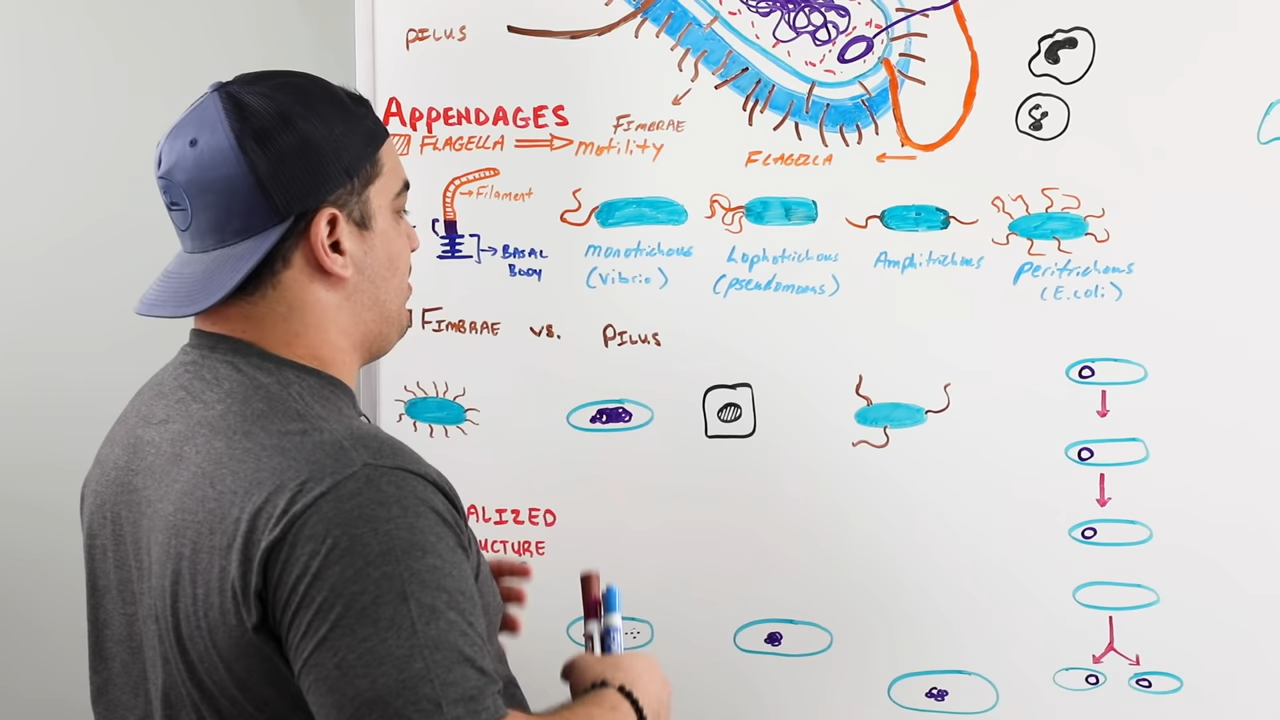 PILUS
APPENDAGES
FIMBRAE
FLAGELLA ⇒ motility
FLAGELLA
→Filament
→BASAL
BODY
monotrichous
(Vibrio)
Lophotrichous
(pseudomonas)
Amphitrichous
peritrichous
(E.coli)
FIMBRAE vs. PILUS
ALIZED
UCTURE